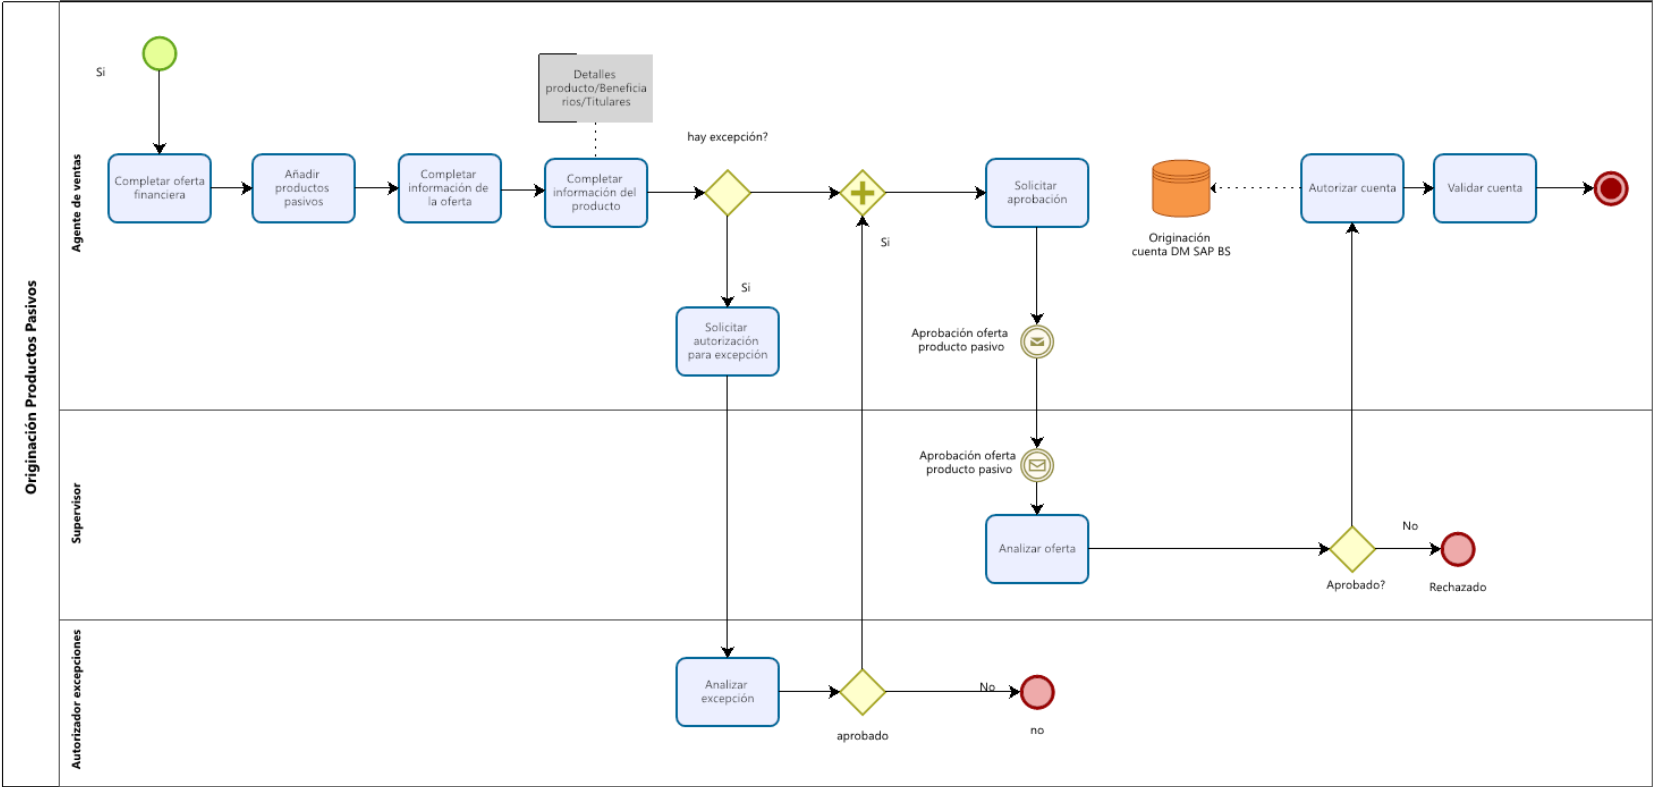 Originación Productos Pasivos
Agente de ventas
Si
Completar oferta
financiera
Añadir
productos
pasivos
Completar
información de
la oferta
Detalles
producto/Beneficia
rios/Titulares
Completar
información del
producto
hay excepción?
Si
Solicitar
autorización
para excepción
Si
Solicitar
aprobación
Aprobación oferta
producto pasivo
Originación
cuenta DM SAP BS
Autorizar cuenta
Validar cuenta
Supervisor
Aprobación oferta
producto pasivo
Analizar oferta
Aprobado?
No
Rechazado
Autorizador excepciones
Analizar
excepción
aprobado
No
no